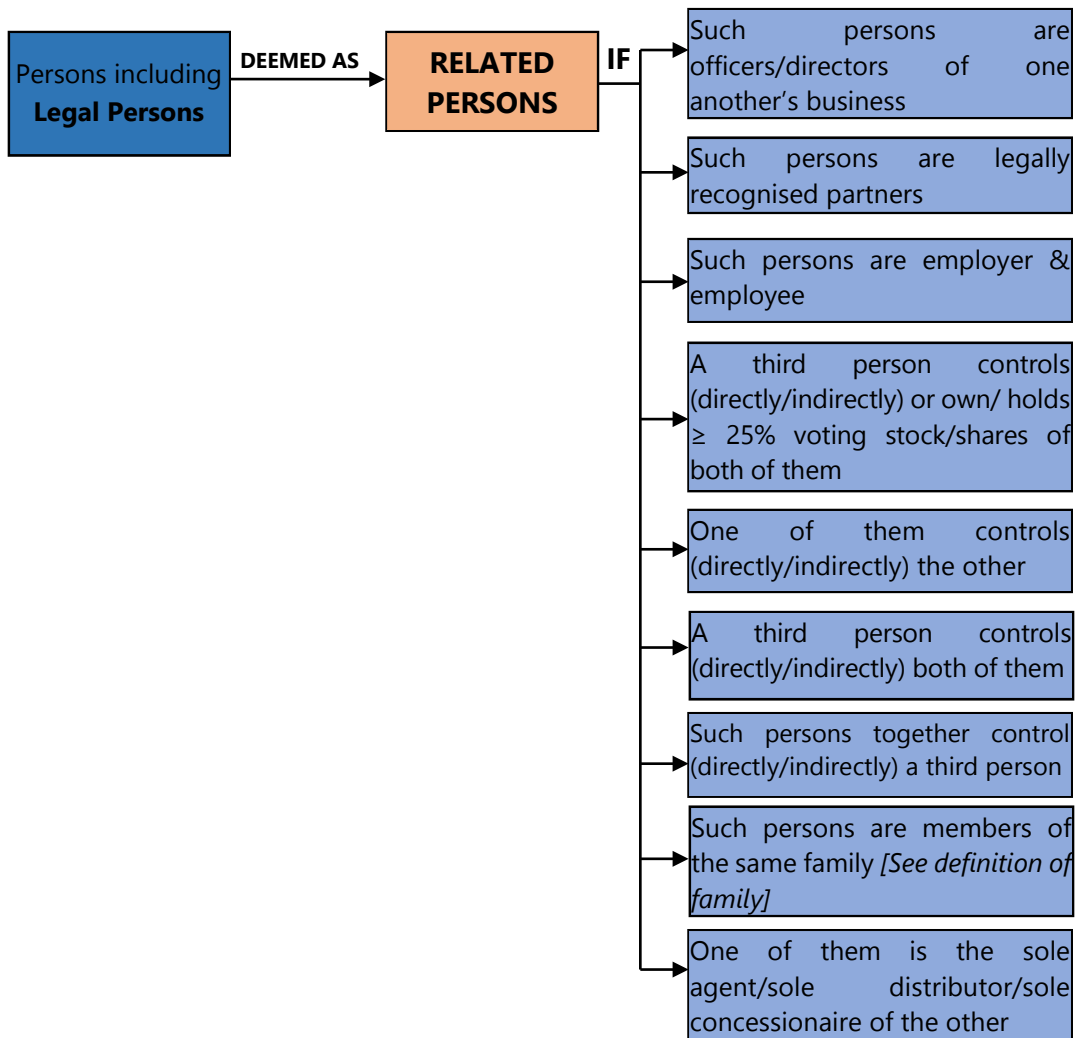 Persons including
Legal Persons
DEEMED AS
RELATED
PERSONS
IF
Such persons are
officers/directors of one
another’s business
Such persons are legally
recognised partners
Such persons are employer &
employee
A third person controls
(directly/indirectly) or own/ holds
≥ 25% voting stock/shares of
both of them
One of them controls
(directly/indirectly) the other
A third person controls
(directly/indirectly) both of them
Such persons together control
(directly/indirectly) a third person
Such persons are members of
the same family [See definition of
family]
One of them is the sole
agent/sole distributor/sole
concessionaire of the other